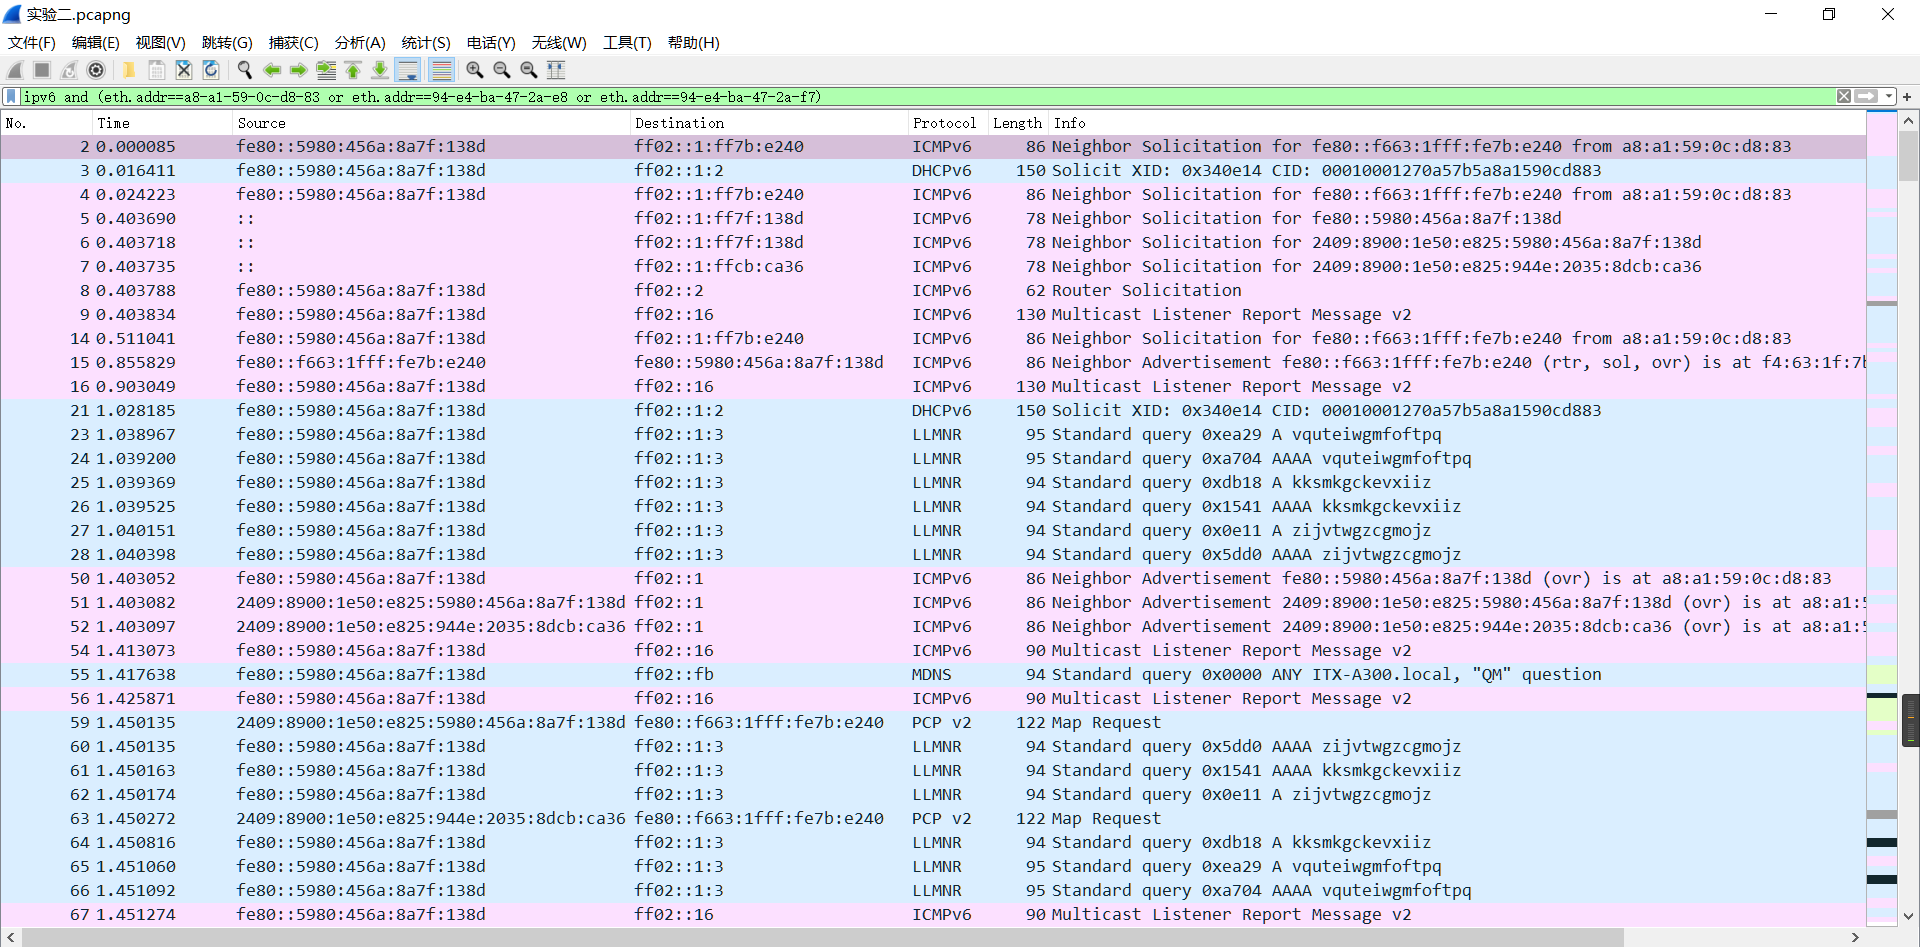 实验二.pcapng
文件(F) 编辑(E) 视图(V) 跳转(G) 捕获(C) 分析(A) 统计(S) 电话(Y) 无线(W) 工具(T) 帮助(H)
ipv6 and (eth.addr==a8-a1-59-0c-d8-83 or eth.addr==94-e4-ba-47-2a-e8 or eth.addr==94-e4-ba-47-2a-f7)
No. Time Source Destination Protocol Length Info
2 0.000085 fe80::5980:456a:8a7f:138d ff02::1:ff7b:e240 ICMPv6 86 Neighbor Solicitation for fe80::f663:1fff:fe7b:e240 from a8:a1:59:0c:d8:83
3 0.016411 fe80::5980:456a:8a7f:138d ff02::1:2 DHCPv6 150 Solicit XID: 0x340e14 CID: 00010001270a57b5a8a1590cd883
4 0.024223 fe80::5980:456a:8a7f:138d ff02::1:ff7b:e240 ICMPv6 86 Neighbor Solicitation for fe80::f663:1fff:fe7b:e240 from a8:a1:59:0c:d8:83
5 0.403690 :: ff02::1:ff7f:138d ICMPv6 78 Neighbor Solicitation for fe80::5980:456a:8a7f:138d
6 0.403718 :: ff02::1:ff7f:138d ICMPv6 78 Neighbor Solicitation for 2409:8900:1e50:e825:5980:456a:8a7f:138d
7 0.403735 :: ff02::1:ffcb:ca36 ICMPv6 78 Neighbor Solicitation for 2409:8900:1e50:e825:944e:2035:8dcb:ca36
8 0.403788 fe80::5980:456a:8a7f:138d ff02::2 ICMPv6 62 Router Solicitation
9 0.403834 fe80::5980:456a:8a7f:138d ff02::16 ICMPv6 130 Multicast Listener Report Message v2
14 0.511041 fe80::5980:456a:8a7f:138d ff02::1:ff7b:e240 ICMPv6 86 Neighbor Solicitation for fe80::f663:1fff:fe7b:e240 from a8:a1:59:0c:d8:83
15 0.855829 fe80::f663:1fff:fe7b:e240 fe80::5980:456a:8a7f:138d ICMPv6 86 Neighbor Advertisement fe80::f663:1fff:fe7b:e240 (rtr, sol, ovr) is at f4:63:1f:7b
16 0.903049 fe80::5980:456a:8a7f:138d ff02::16 ICMPv6 130 Multicast Listener Report Message v2
21 1.028185 fe80::5980:456a:8a7f:138d ff02::1:2 DHCPv6 150 Solicit XID: 0x340e14 CID: 00010001270a57b5a8a1590cd883
23 1.038967 fe80::5980:456a:8a7f:138d ff02::1:3 LLMNR 95 Standard query 0xea29 A vquteiwgmfoftpq
24 1.039200 fe80::5980:456a:8a7f:138d ff02::1:3 LLMNR 95 Standard query 0xa704 AAAA vquteiwgmfoftpq
25 1.039369 fe80::5980:456a:8a7f:138d ff02::1:3 LLMNR 94 Standard query 0xdb18 A kksmkgckevxiiz
26 1.039525 fe80::5980:456a:8a7f:138d ff02::1:3 LLMNR 94 Standard query 0x1541 AAAA kksmkgckevxiiz
27 1.040151 fe80::5980:456a:8a7f:138d ff02::1:3 LLMNR 94 Standard query 0x0e11 A zijvtwgzcgmojz
28 1.040398 fe80::5980:456a:8a7f:138d ff02::1:3 LLMNR 94 Standard query 0x5dd0 AAAA zijvtwgzcgmojz
50 1.403052 fe80::5980:456a:8a7f:138d ff02::1 ICMPv6 86 Neighbor Advertisement fe80::5980:456a:8a7f:138d (ovr) is at a8:a1:59:0c:d8:83
51 1.403082 2409:8900:1e50:e825:5980:456a:8a7f:138d ff02::1 ICMPv6 86 Neighbor Advertisement 2409:8900:1e50:e825:5980:456a:8a7f:138d (ovr) is at a8:a1:5
52 1.403097 2409:8900:1e50:e825:944e:2035:8dcb:ca36 ff02::1 ICMPv6 86 Neighbor Advertisement 2409:8900:1e50:e825:944e:2035:8dcb:ca36 (ovr) is at a8:a1:5
54 1.413073 fe80::5980:456a:8a7f:138d ff02::16 ICMPv6 90 Multicast Listener Report Message v2
55 1.417638 fe80::5980:456a:8a7f:138d ff02::fb MDNS 94 Standard query 0x0000 ANY ITX-A300.local, "QM" question
56 1.425871 fe80::5980:456a:8a7f:138d ff02::16 ICMPv6 90 Multicast Listener Report Message v2
59 1.450135 2409:8900:1e50:e825:5980:456a:8a7f:138d fe80::f663:1fff:fe7b:e240 PCP v2 122 Map Request
60 1.450135 fe80::5980:456a:8a7f:138d ff02::1:3 LLMNR 94 Standard query 0x5dd0 AAAA zijvtwgzcgmojz
61 1.450163 fe80::5980:456a:8a7f:138d ff02::1:3 LLMNR 94 Standard query 0x1541 AAAA kksmkgckevxiiz
62 1.450174 fe80::5980:456a:8a7f:138d ff02::1:3 LLMNR 94 Standard query 0x0e11 A zijvtwgzcgmojz
63 1.450272 2409:8900:1e50:e825:944e:2035:8dcb:ca36 fe80::f663:1fff:fe7b:e240 PCP v2 122 Map Request
64 1.450816 fe80::5980:456a:8a7f:138d ff02::1:3 LLMNR 94 Standard query 0xdb18 A kksmkgckevxiiz
65 1.451060 fe80::5980:456a:8a7f:138d ff02::1:3 LLMNR 95 Standard query 0xea29 A vquteiwgmfoftpq
66 1.451092 fe80::5980:456a:8a7f:138d ff02::1:3 LLMNR 95 Standard query 0xa704 AAAA vquteiwgmfoftpq
67 1.451274 fe80::5980:456a:8a7f:138d ff02::16 ICMPv6 90 Multicast Listener Report Message v2